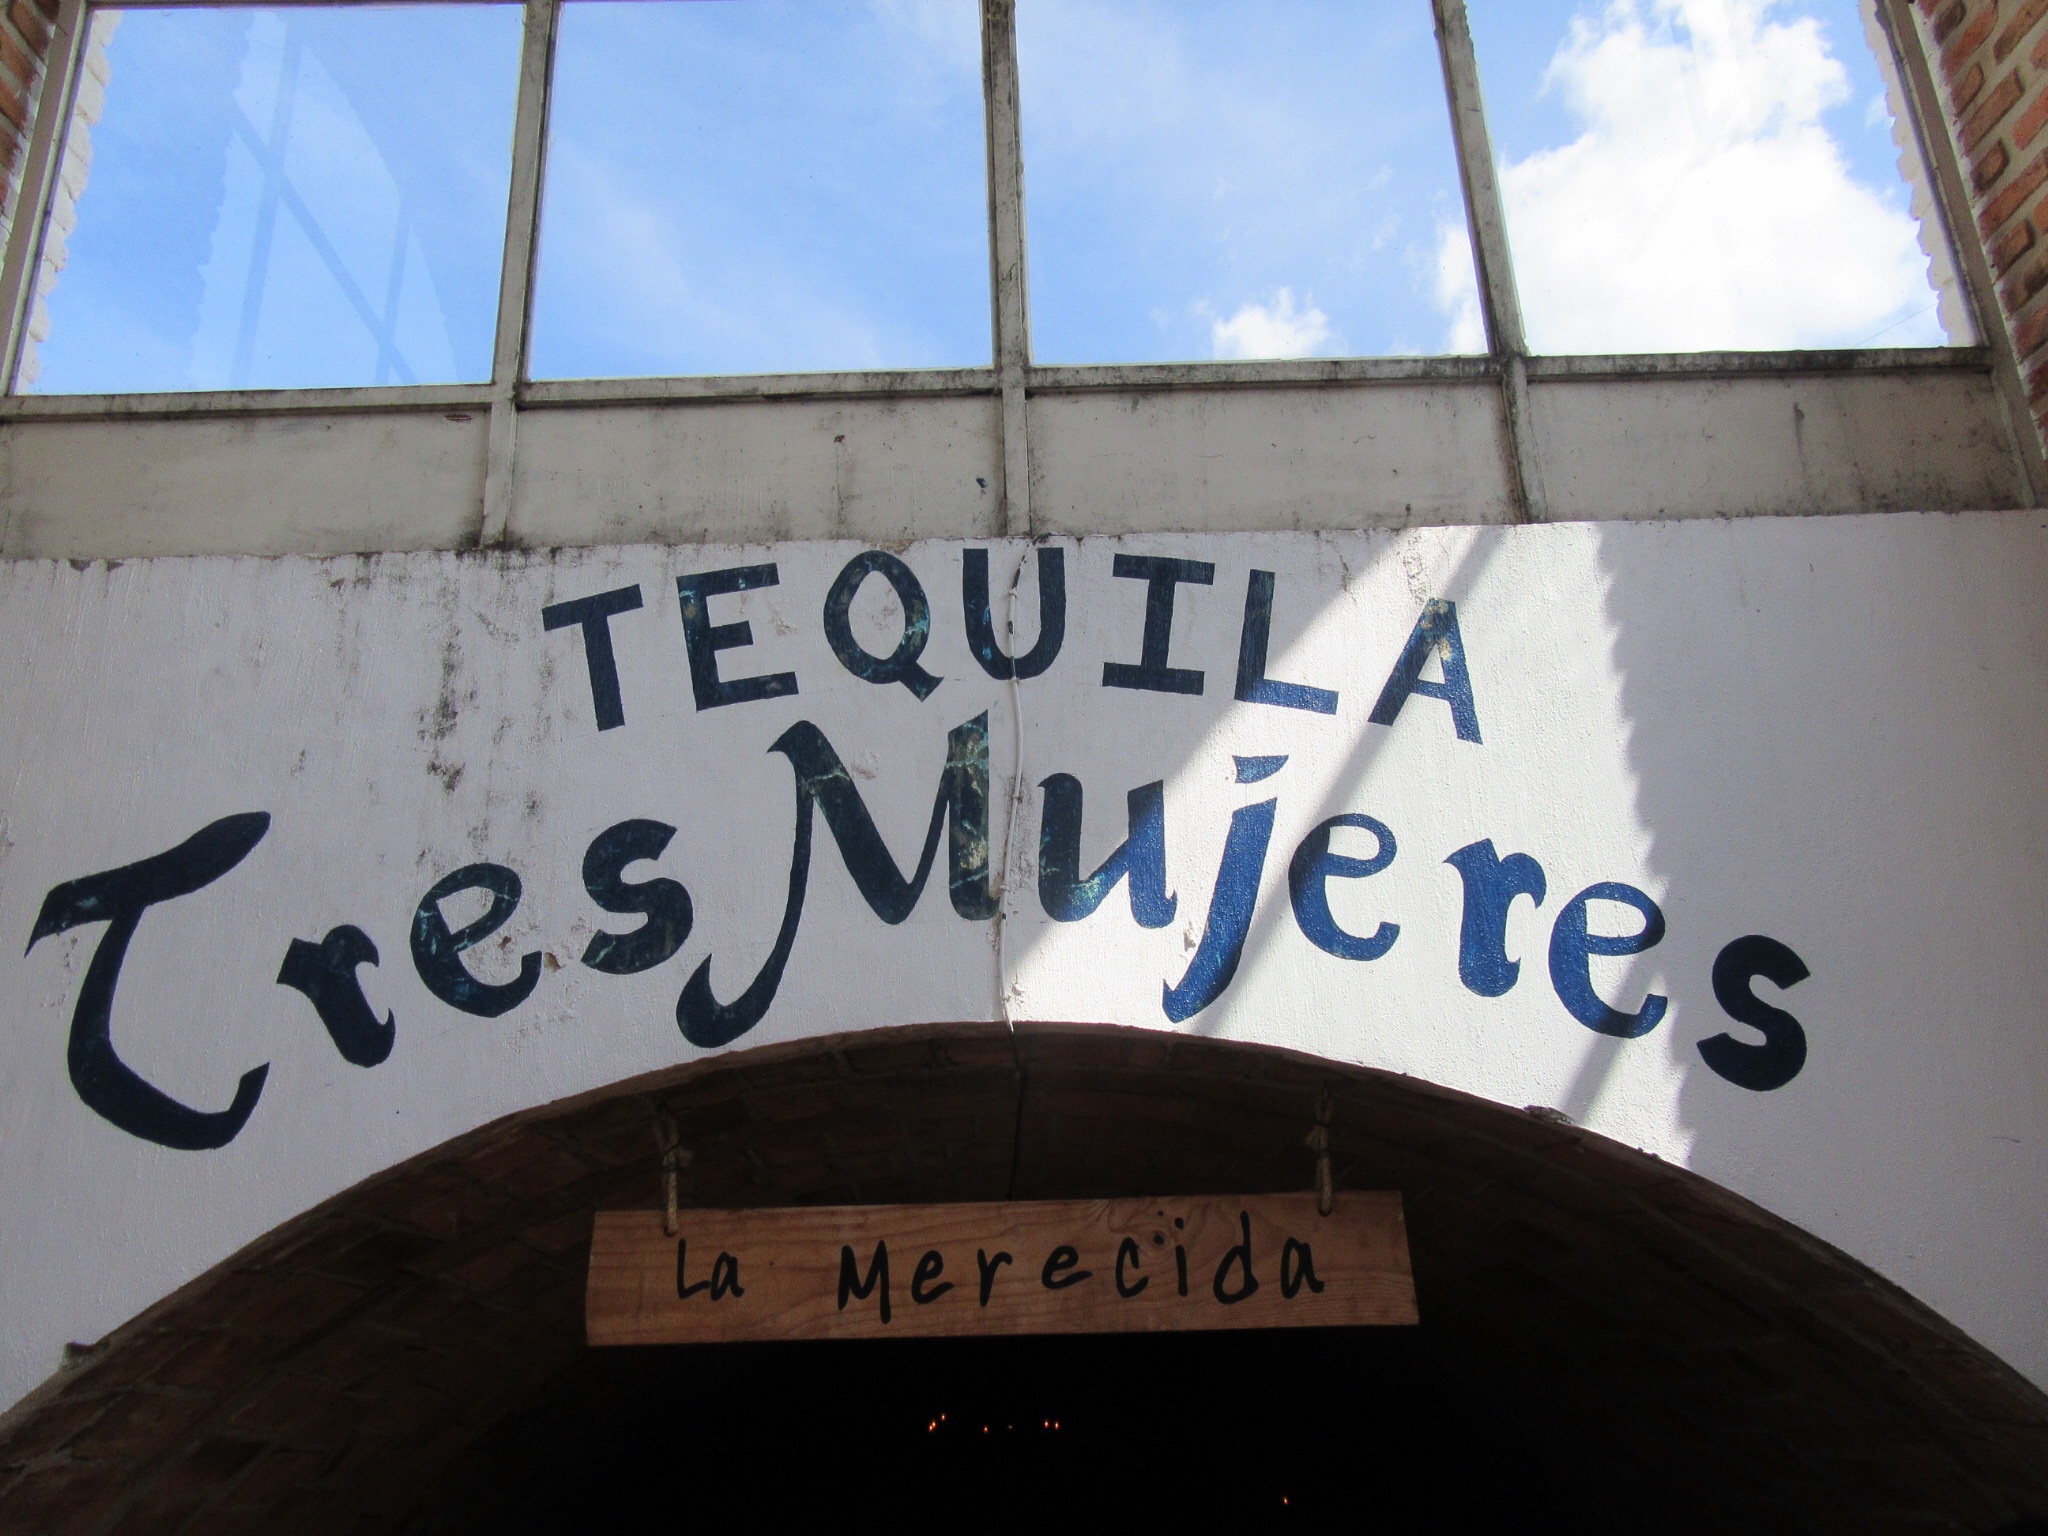 TEQUILA
Tres Mujeres
La Merecida